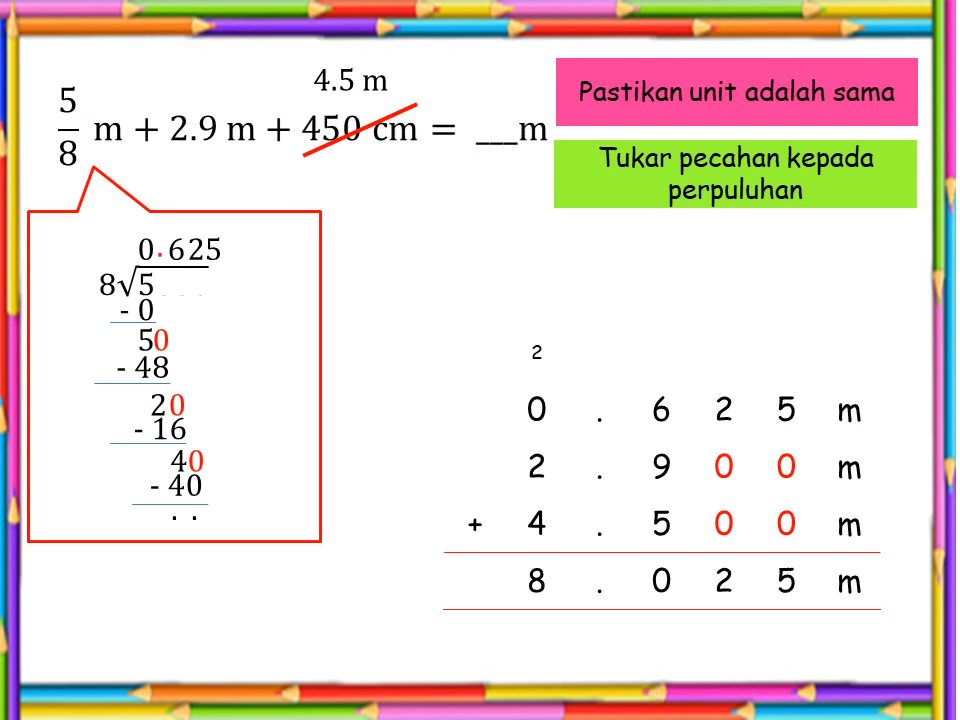 4.5 m
5/8 m + 2.9 m + 450 cm = ___m
Pastikan unit adalah sama
Tukar pecahan kepada
perpuluhan
0.625
8√5
- 0
50
- 48
20
- 16
40
- 40
. .
2
0 . 6 2 5 m
2 . 9 0 0 m
+ 4 . 5 0 0 m
8 . 0 2 5 m